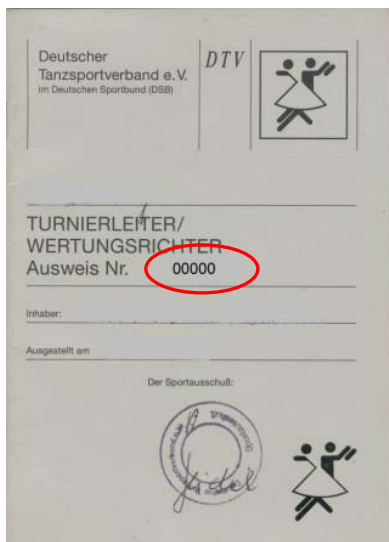 Deutscher
Tanzsportverband e.V.
im Deutschen Sportbund (DSB)
DTV
TURNIERLEITER/
WERTUNGSRICHTER
Ausweis Nr. 00000
Inhaber:
Ausgestellt am
Der Sportausschuß: